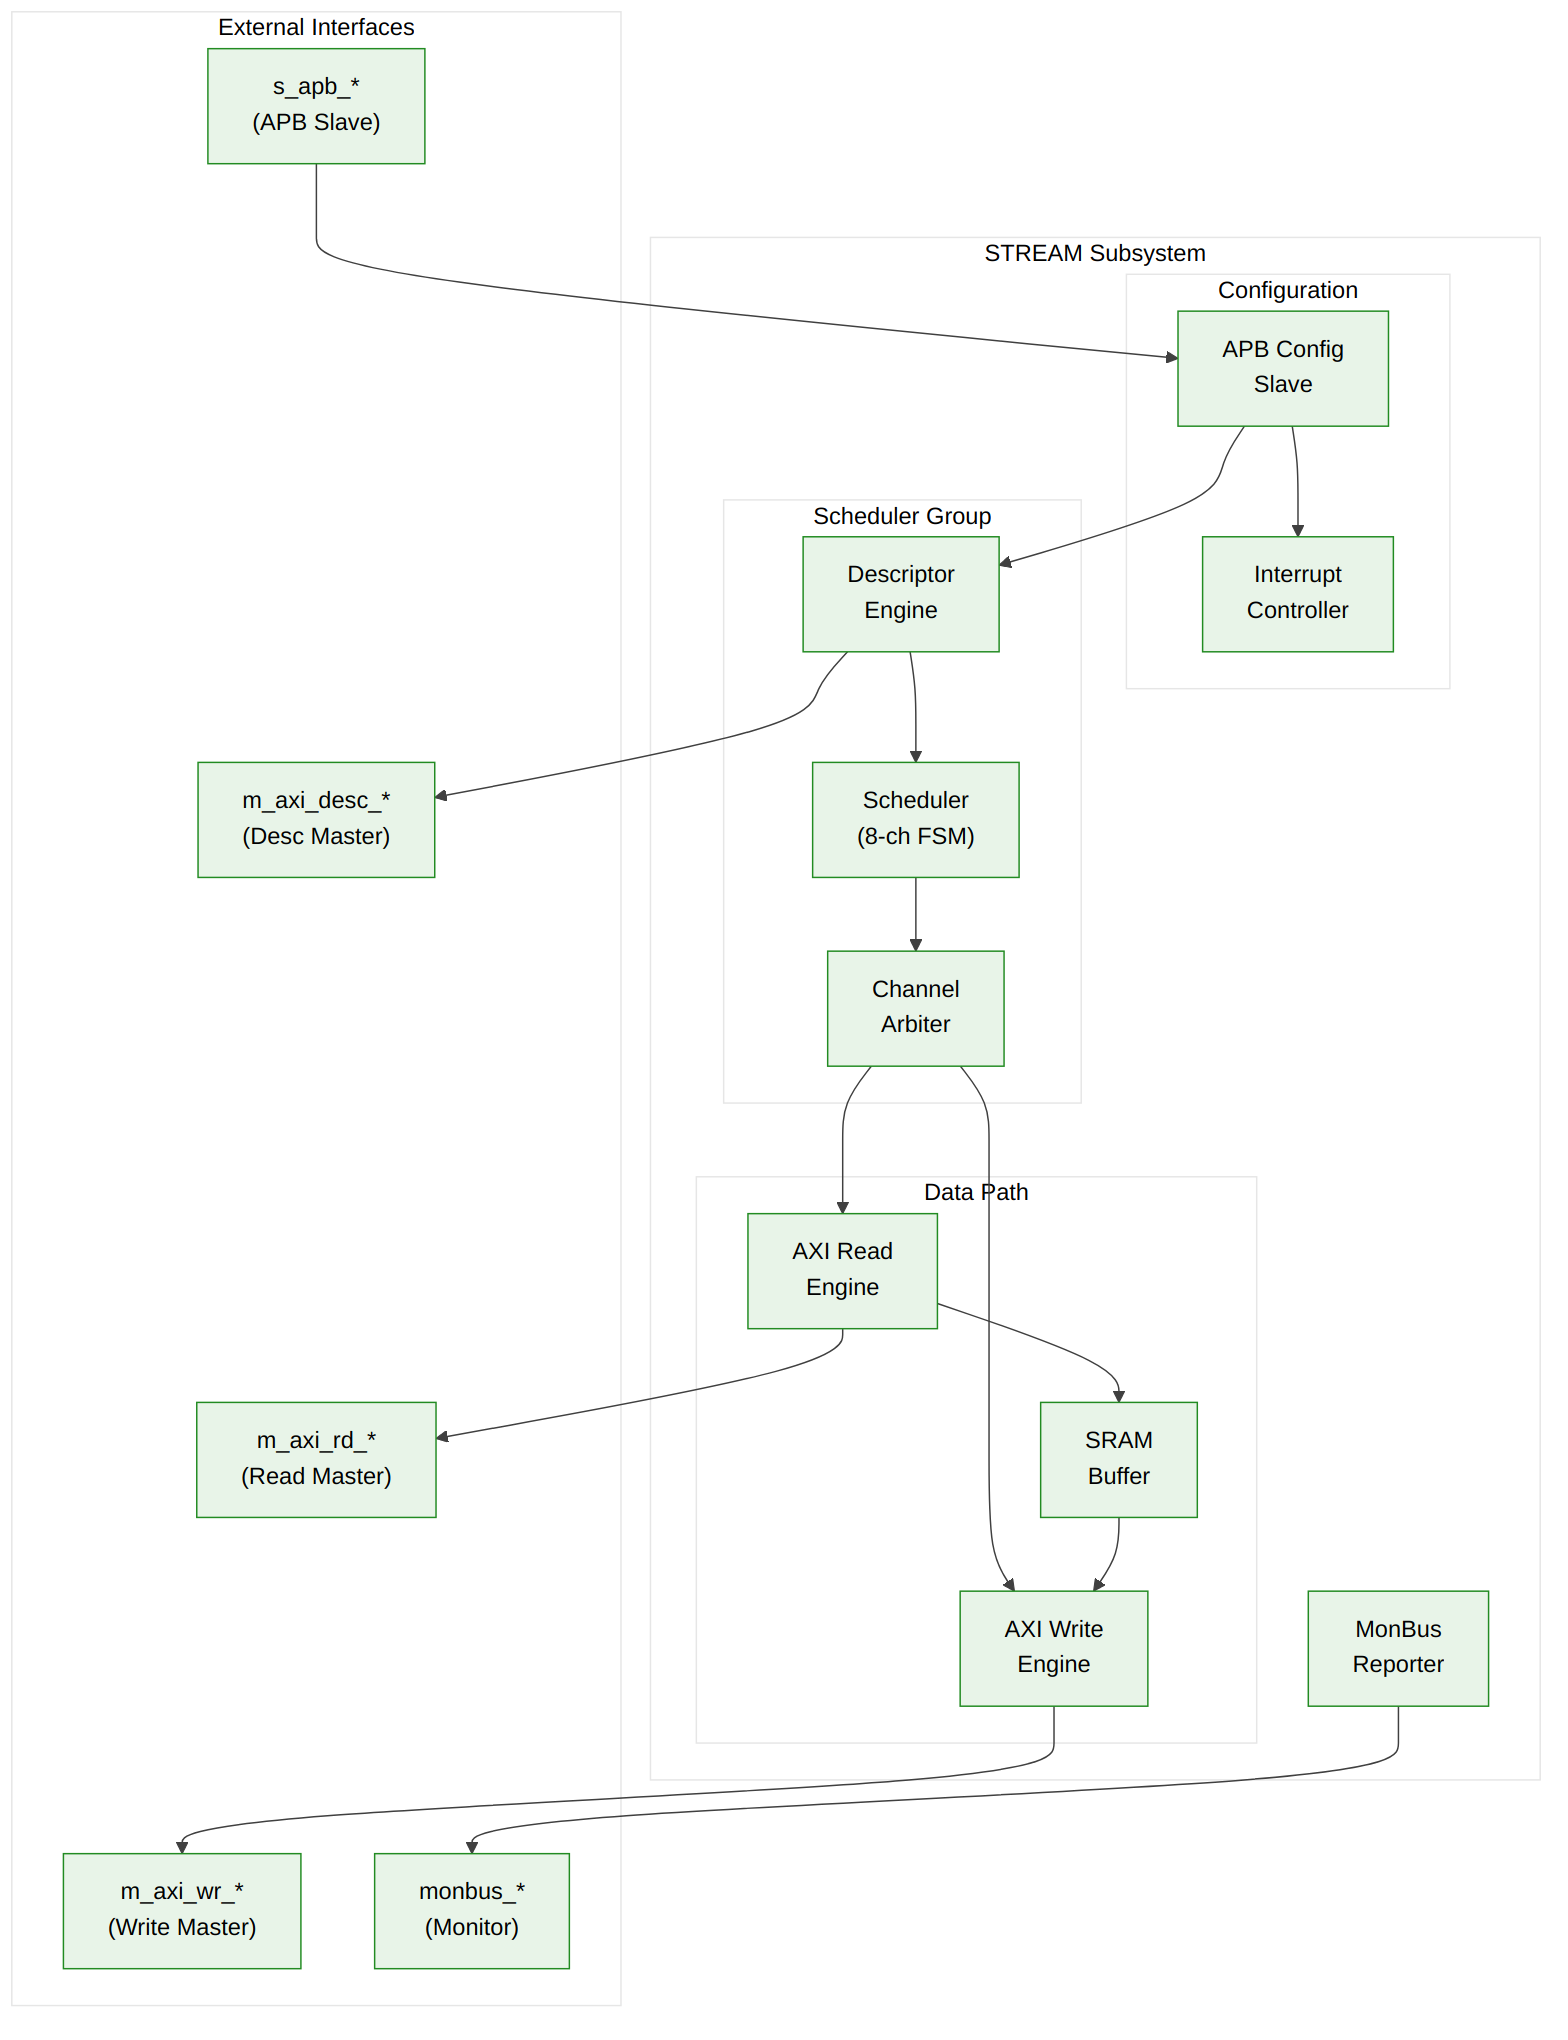 External Interfaces
s_apb_*
(APB Slave)
STREAM Subsystem
Configuration
APB Config
Slave
Scheduler Group
Descriptor
Engine
Interrupt
Controller
m_axi_desc_*
(Desc Master)
Scheduler
(8-ch FSM)
Channel
Arbiter
Data Path
AXI Read
Engine
m_axi_rd_*
(Read Master)
SRAM
Buffer
AXI Write
Engine
MonBus
Reporter
m_axi_wr_*
(Write Master)
monbus_*
(Monitor)